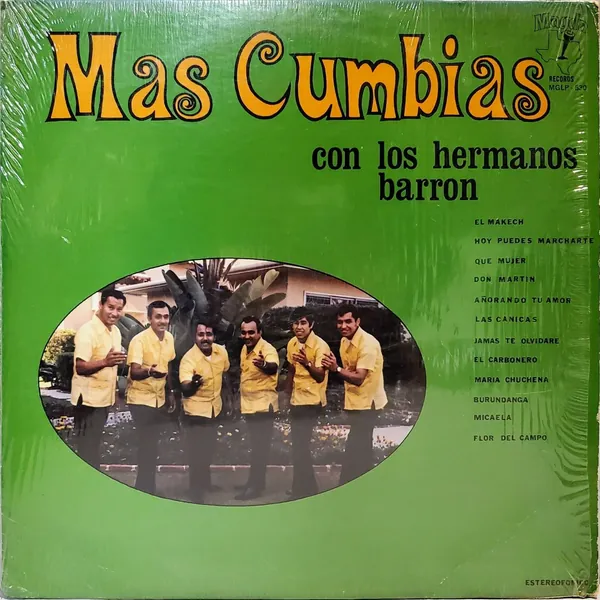 Mas Cumbias
RECORDS
con los hermanos
barron
EL MAKECH
HOY PUEDES MARCHARTE
QUE MUJER
DON MARTIN
AÑORANDO TU AMOR
LAS CANICAS
JAMAS TE OLVIDARE
EL CARBONERO
MARIA CHUCHENA
BURUNDANGA
MICAELA
FLOR DEL CAMPO
ESTEREOFONICO